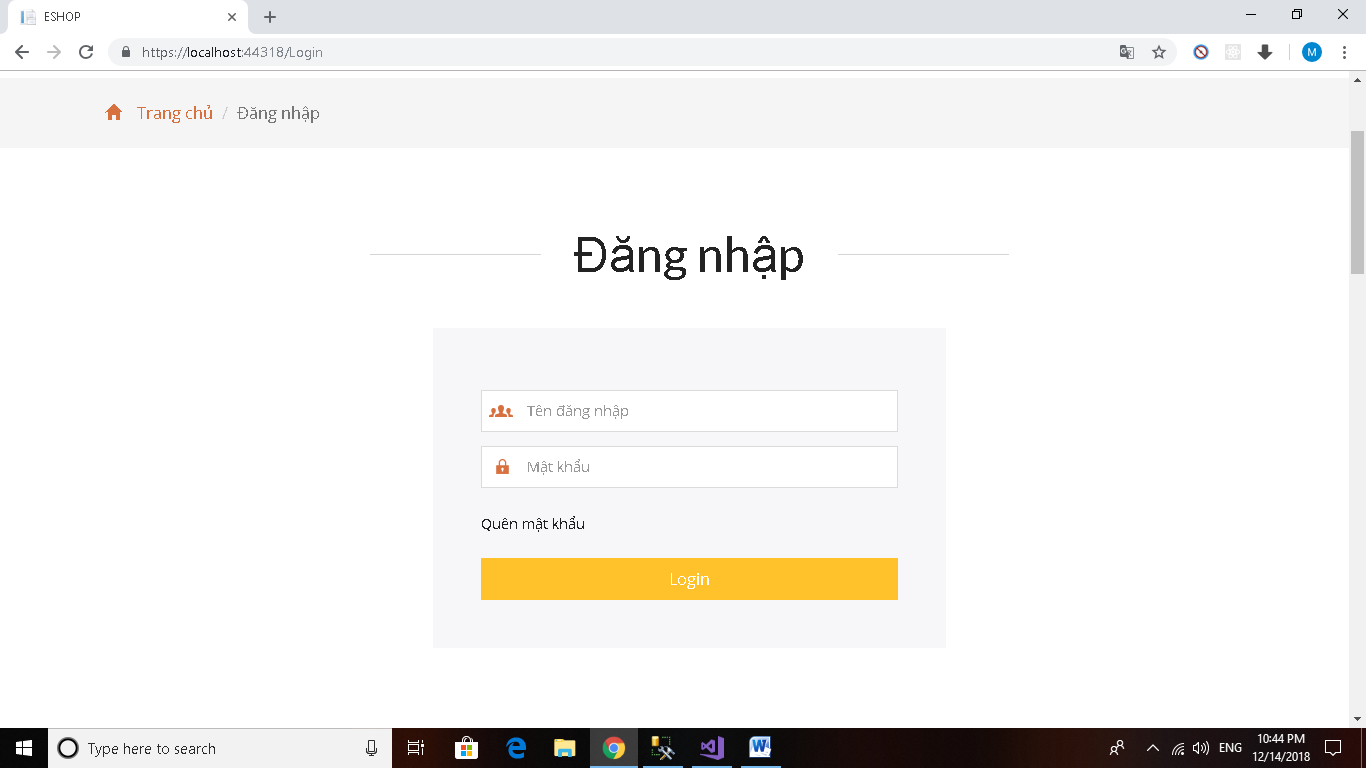 ESHOP
https://localhost:44318/Login
M
Trang chủ / Đăng nhập
Đăng nhập
Tên đăng nhập
Mật khẩu
Quên mật khẩu
Login
Type here to search
ENG
10:44 PM
12/14/2018